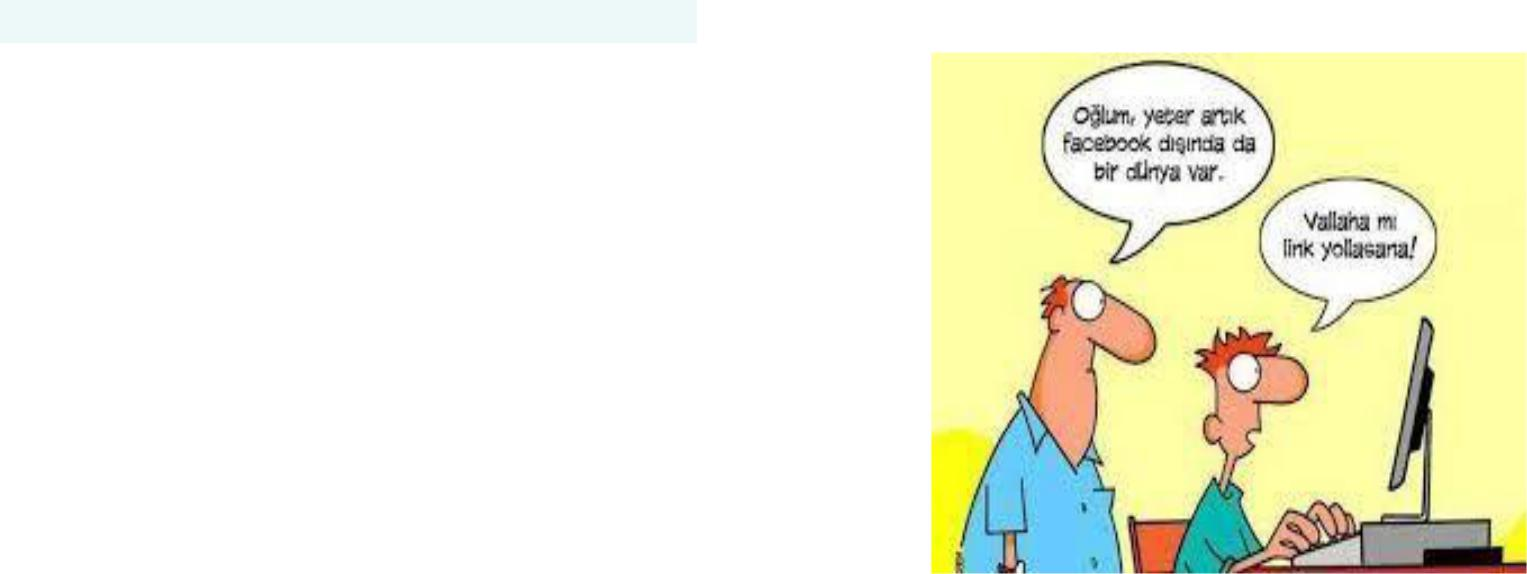 Oğlum, yeter artık
facebook dışında da
bir dünya var.
Vallaha mı
link yollasana!